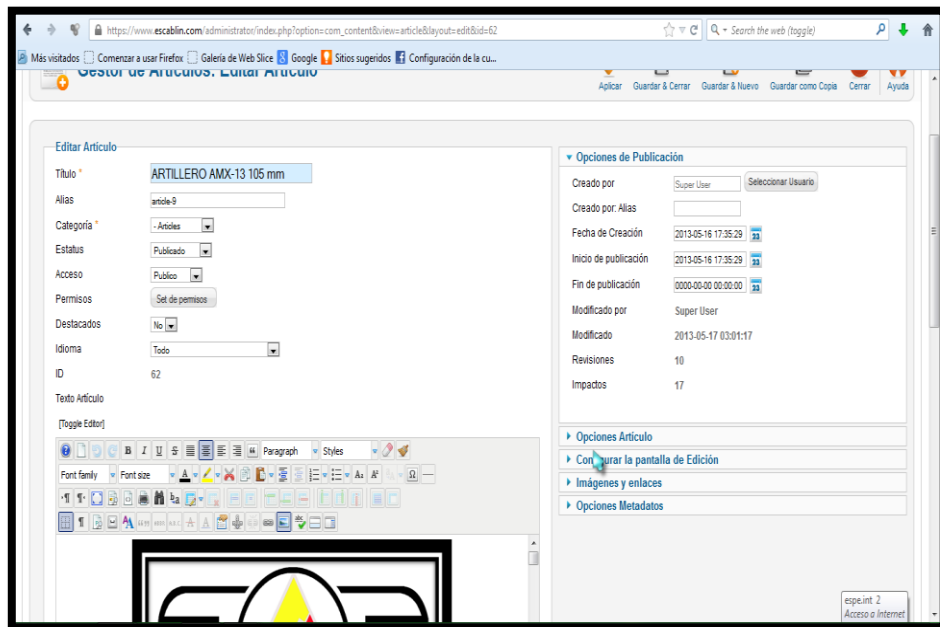 https://www.escablin.com/administrator/index.php?option=com_content&view=article&layout=edit&id=62
Search the web (toggle)
Más visitados Comenzar a usar Firefox Galería de Web Slice Google Sitios sugeridos Configuración de la cu...
Gestor de Artículos: Editar Artículo
Aplicar Guardar & Cerrar Guardar & Nuevo Guardar como Copia Cerrar Ayuda
Editar Artículo
Título * ARTILLERO AMX-13 105 mm
Alias article-9
Categoría * - Articles
Estatus Publicado
Acceso Publico
Permisos Set de permisos
Destacados No
Idioma Todo
ID 62
Texto Artículo
[Toggle Editor]
B I U Paragraph Styles
Font family Font size
Opciones de Publicación
Creado por Super User Seleccionar Usuario
Creado por: Alias
Fecha de Creación 2013-05-16 17:35:29 23
Inicio de publicación 2013-05-16 17:35:29 23
Fin de publicación 0000-00-00 00:00:00 23
Modificado por Super User
Modificado 2013-05-17 03:01:17
Revisiones 10
Impactos 17
Opciones Artículo
Configurar la pantalla de Edición
Imágenes y enlaces
Opciones Metadatos
espe.int 2
Acceso a Internet